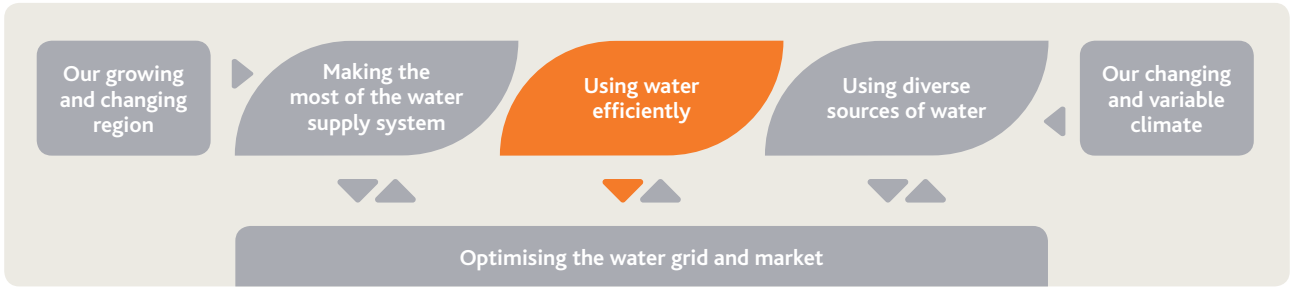 Our growing
and changing
region
Making the
most of the water
supply system
Using water
efficiently
Using diverse
sources of water
Our changing
and variable
climate
Optimising the water grid and market